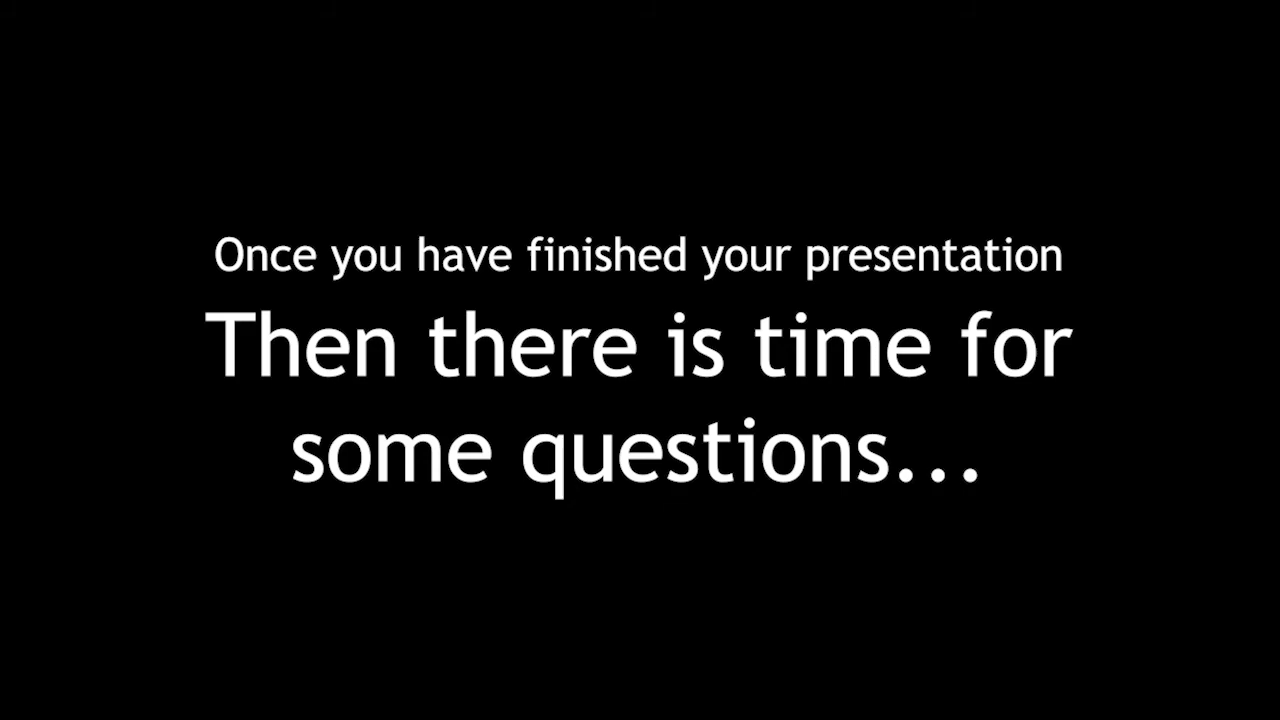 Once you have finished your presentation
Then there is time for
some questions...